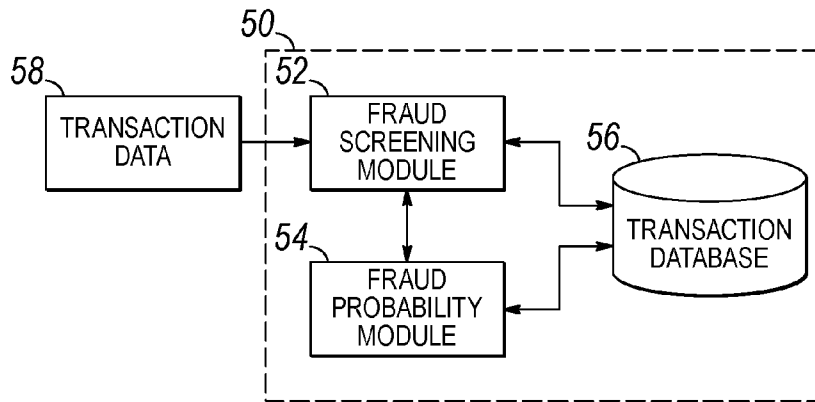 50
58
TRANSACTION
DATA
52
FRAUD
SCREENING
MODULE
56
TRANSACTION
DATABASE
54
FRAUD
PROBABILITY
MODULE